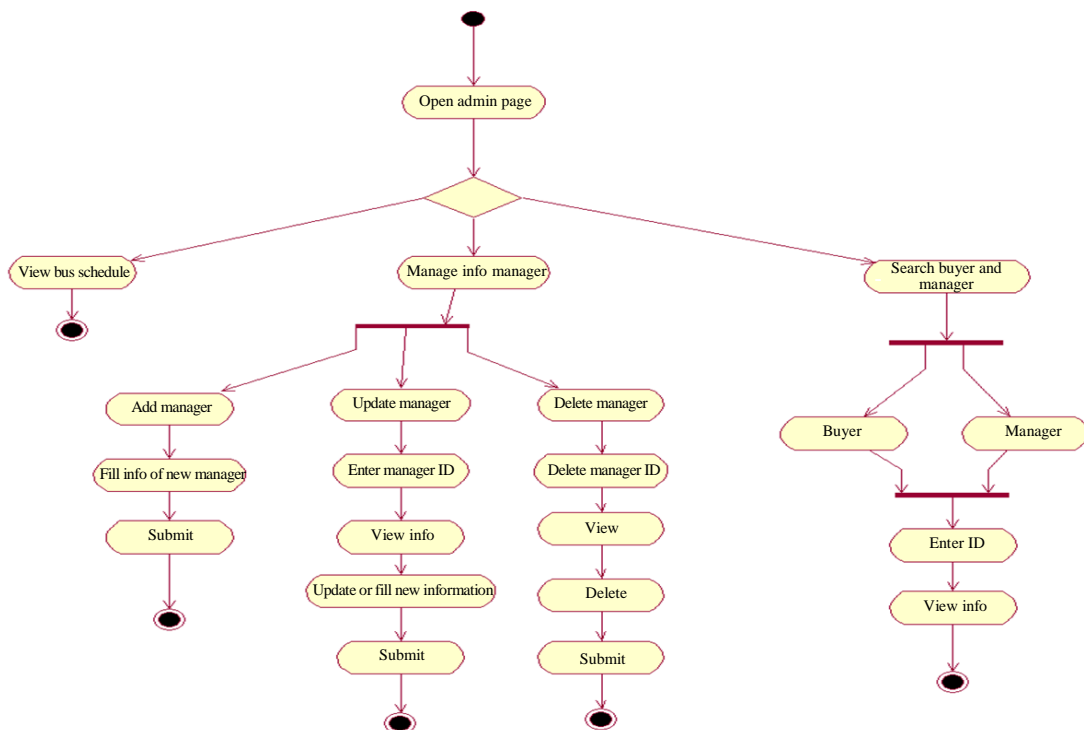 Open admin page
View bus schedule
Manage info manager
Search buyer and
manager
Add manager
Update manager
Delete manager
Buyer
Manager
Fill info of new manager
Enter manager ID
Delete manager ID
Submit
View info
View
Enter ID
Update or fill new information
Delete
View info
Submit
Submit